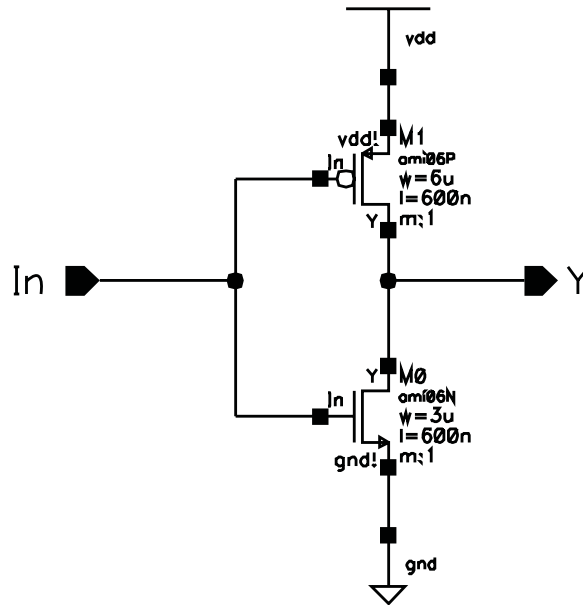 vdd
vdd!
M1
In
ami06P
w=6u
l=600n
Y
m:1
In
Y
Y
M0
In
ami06N
w=3u
l=600n
gnd!
m:1
gnd